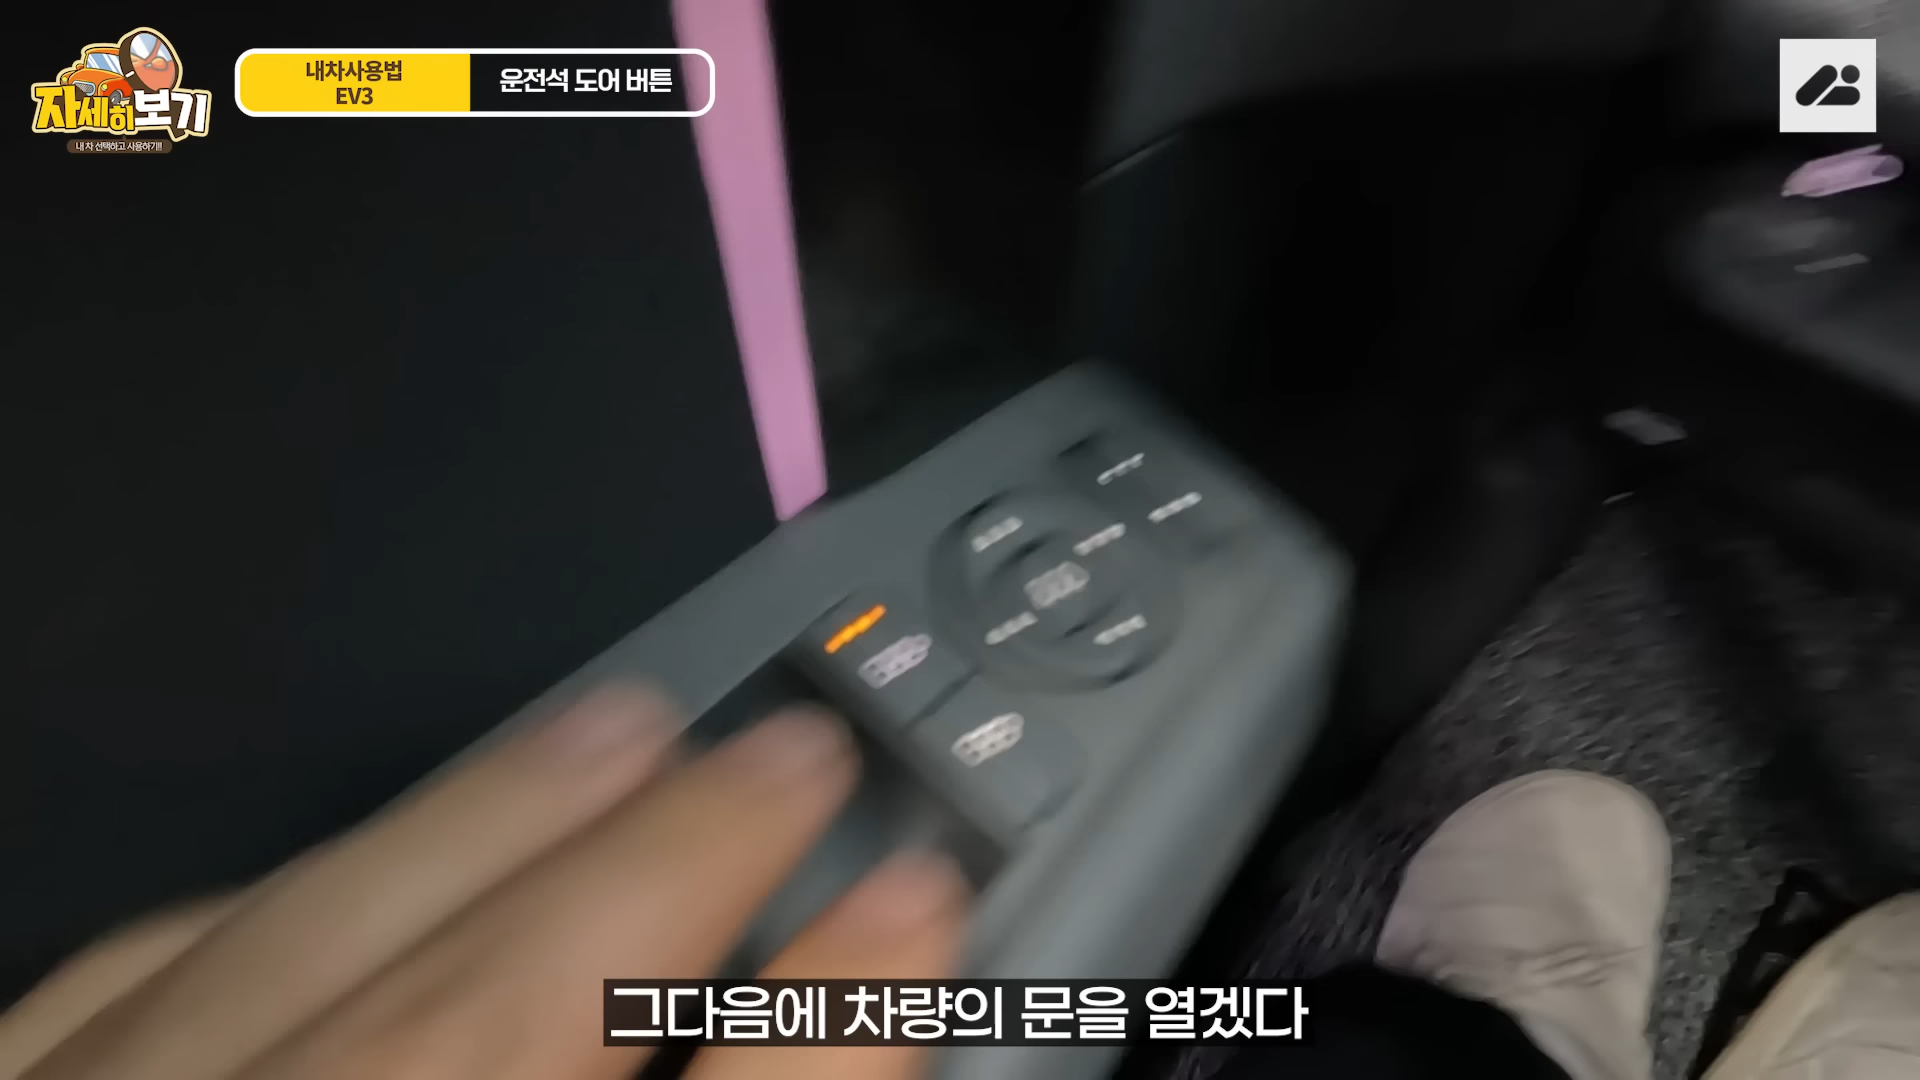 자세히보기
내 차 선택하고 사용하기!!
내차사용법
EV3
운전석 도어 버튼
그다음에 차량의 문을 열겠다